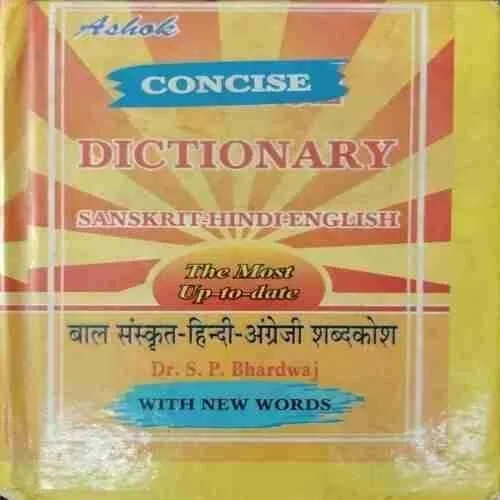 Ashok
CONCISE
DICTIONARY
SANSKRIT-HINDI-ENGLISH
The Most
Up-to-date
बाल संस्कृत-हिन्दी-अंग्रेजी शब्दकोश
Dr. S. P. Bhardwaj
WITH NEW WORDS